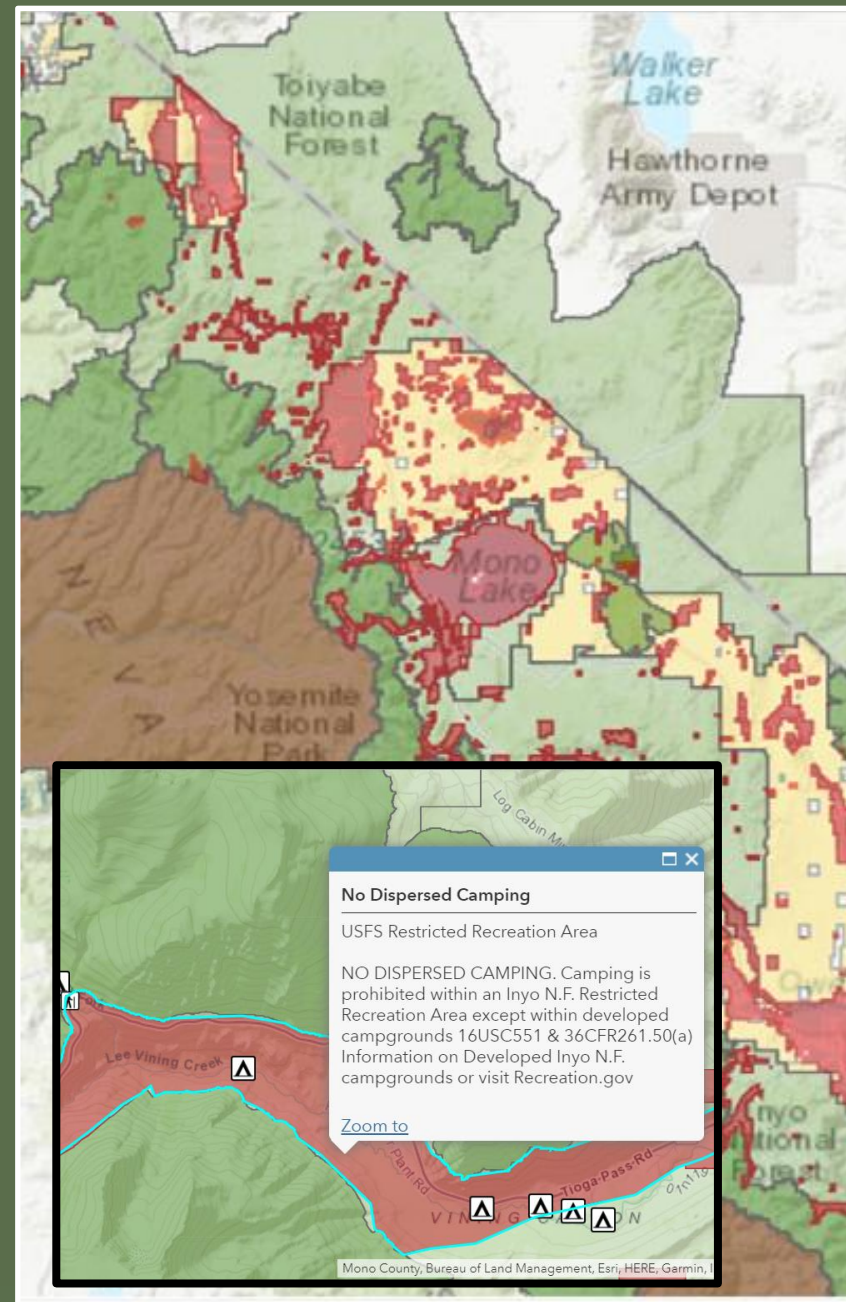 Toiyabe
National
Forest
Walker
Lake
Hawthorne
Army Depot
Mono
Lake
N E V A
Yosemite
National
Park
Log Cabin
No Dispersed Camping
USFS Restricted Recreation Area
NO DISPERSED CAMPING. Camping is
prohibited within an Inyo N.F. Restricted
Recreation Area except within developed
campgrounds 16USC551 & 36CFR261.50(a)
Information on Developed Inyo N.F.
campgrounds or visit Recreation.gov
Zoom to
Fork
Lee Vining Creek
Plant Rd
Tioga-Pass-Rd
VINING
Mono County, Bureau of Land Management, Esri, HERE, Garmin,
Inyo
National
Forest